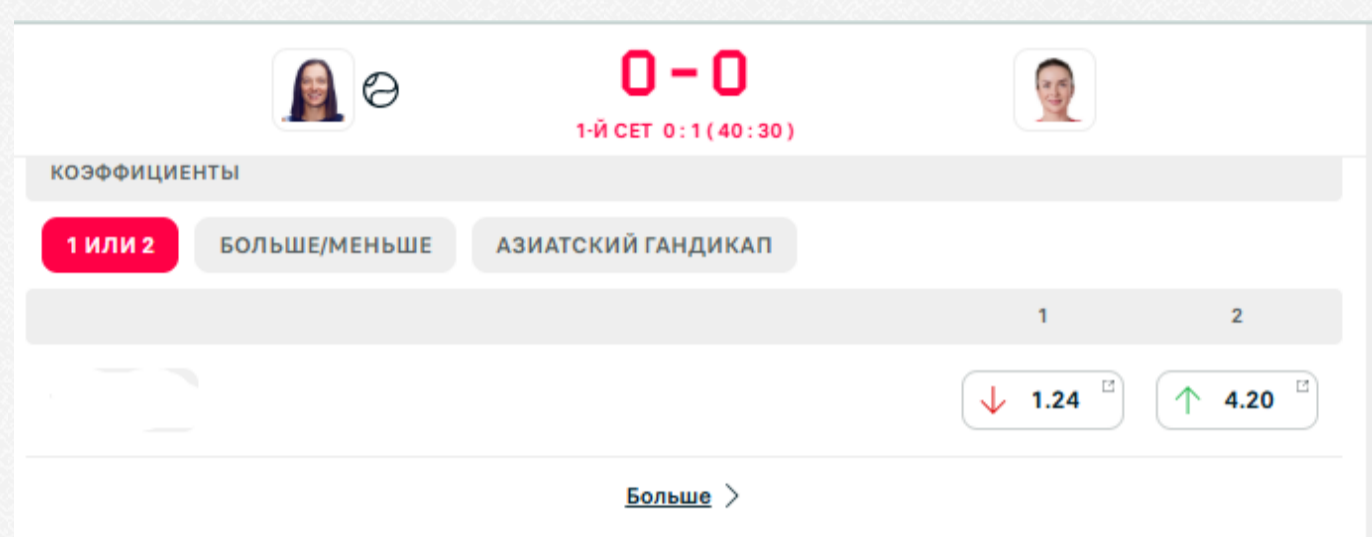 0 - 0
1-Й СЕТ 0 : 1 ( 40 : 30 )
КОЭФФИЦИЕНТЫ
1 ИЛИ 2 БОЛЬШЕ/МЕНЬШЕ АЗИАТСКИЙ ГАНДИКАП
1 2
1.24 4.20
Больше